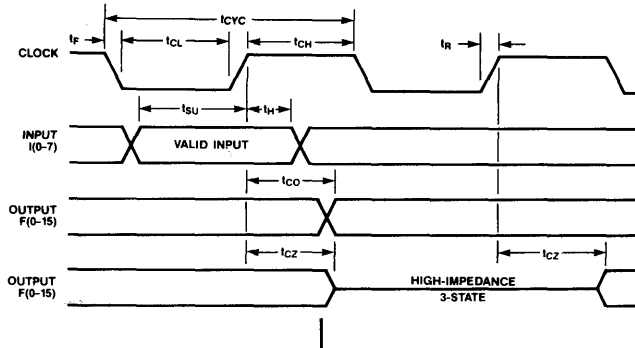 tCYC
tF
tCL
tCH
tR
CLOCK
tSU
tH
INPUT
I(0–7)
VALID INPUT
tCO
OUTPUT
F(0–15)
tCZ
tCZ
OUTPUT
F(0–15)
HIGH-IMPEDANCE
3-STATE